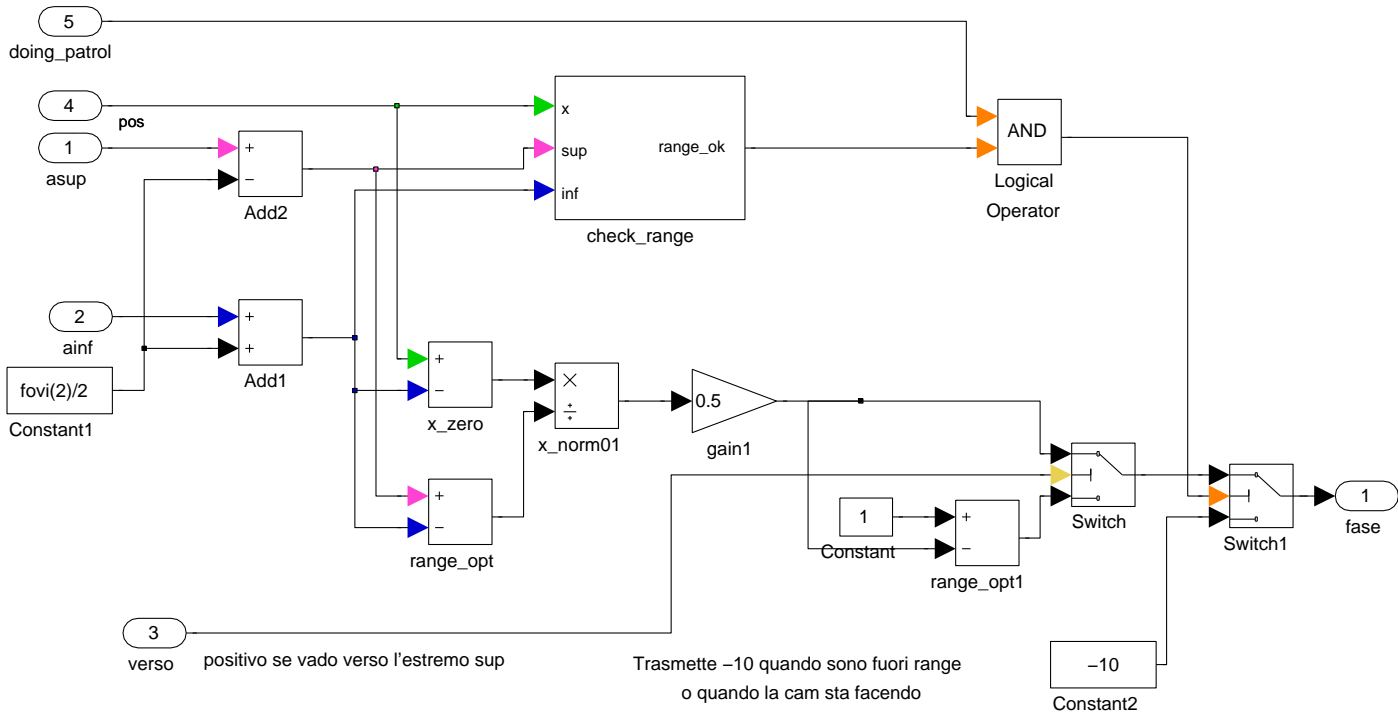 5
doing_patrol
4
pos
1
asup
+
−
Add2
x
sup
inf
range_ok
check_range
AND
Logical
Operator
2
ainf
+
+
Add1
fovi(2)/2
Constant1
+
−
x_zero
×
÷
x_norm01
0.5
gain1
+
−
range_opt
1
Constant
+
−
range_opt1
Switch
Switch1
1
fase
3
verso
positivo se vado verso l'estremo sup
Trasmette −10 quando sono fuori range
o quando la cam sta facendo
−10
Constant2